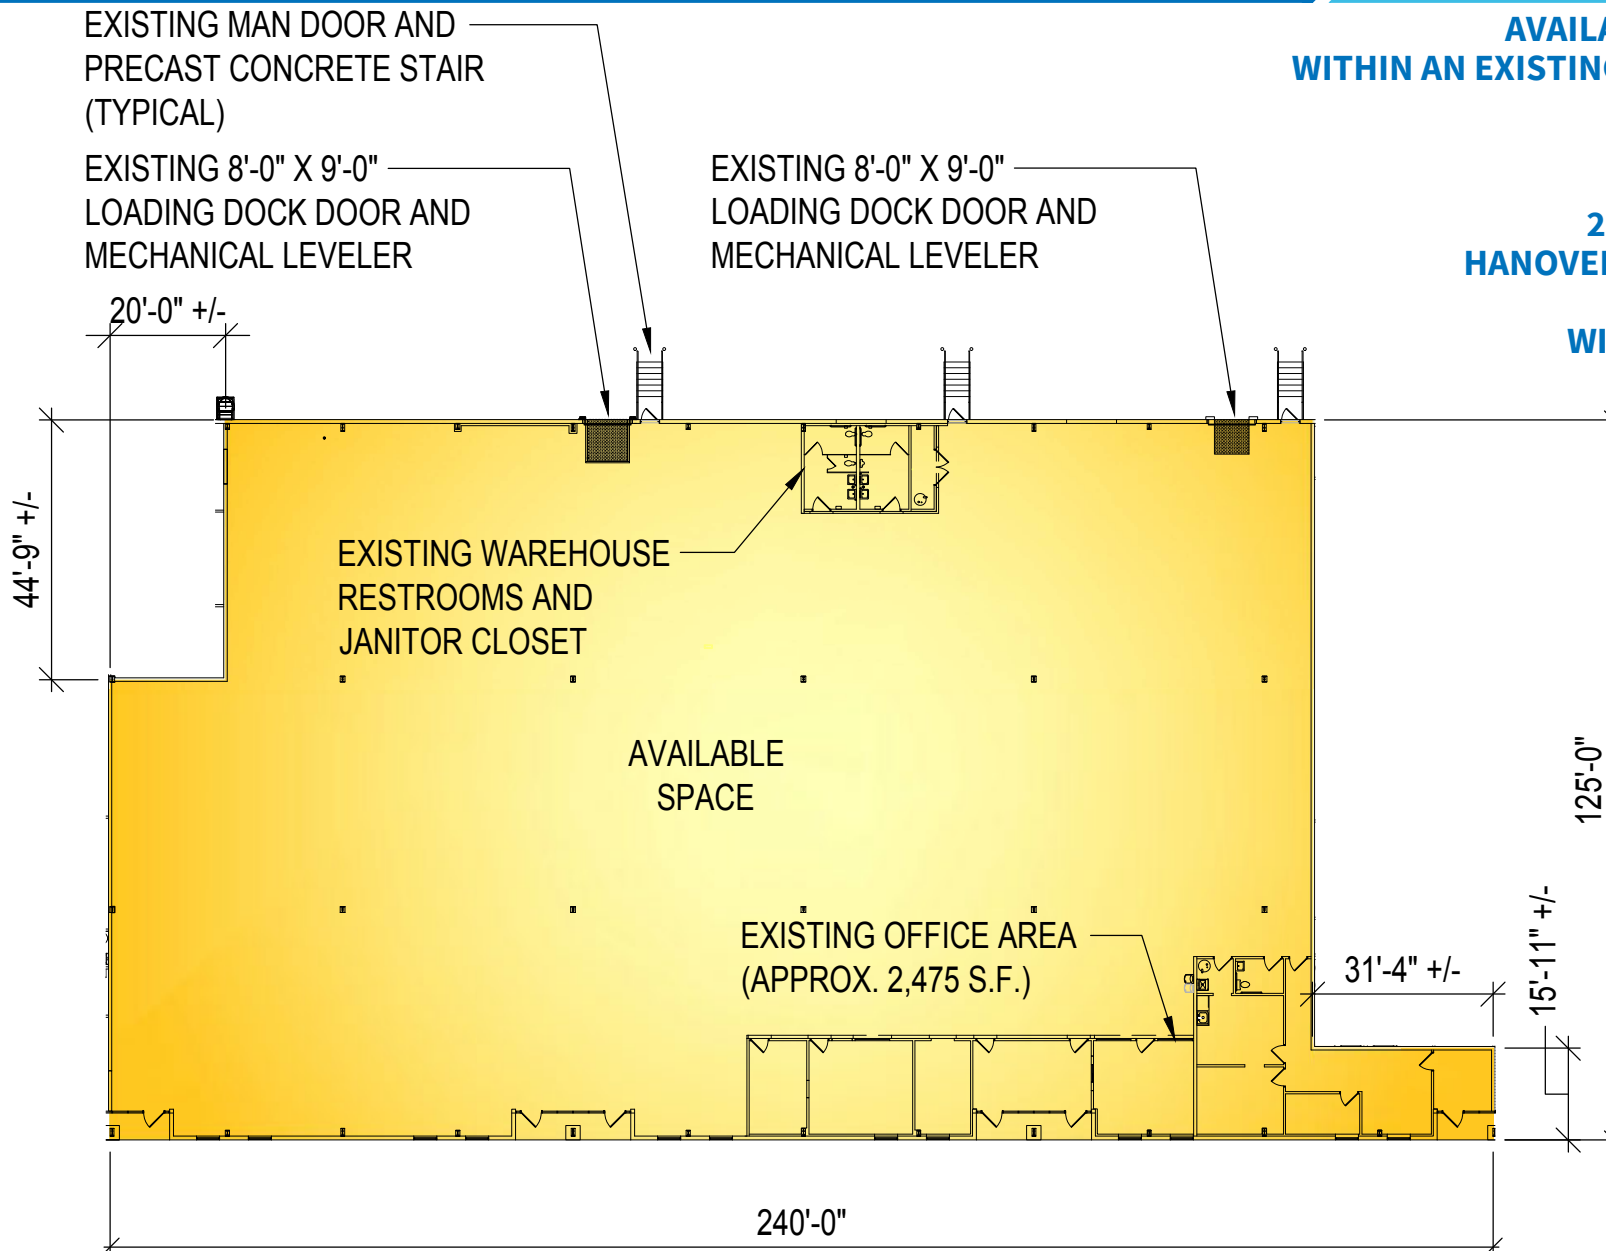 EXISTING MAN DOOR AND
PRECAST CONCRETE STAIR
(TYPICAL)
EXISTING 8'-0" X 9'-0"
LOADING DOCK DOOR AND
MECHANICAL LEVELER
EXISTING 8'-0" X 9'-0"
LOADING DOCK DOOR AND
MECHANICAL LEVELER
WITHIN AN EXISTING
2
WI
20'-0" +/-
44'-9" +/-
EXISTING WAREHOUSE
RESTROOMS AND
JANITOR CLOSET
AVAILABLE
SPACE
125'-0"
EXISTING OFFICE AREA
(APPROX. 2,475 S.F.)
31'-4" +/-
15'-11" +/-
240'-0"